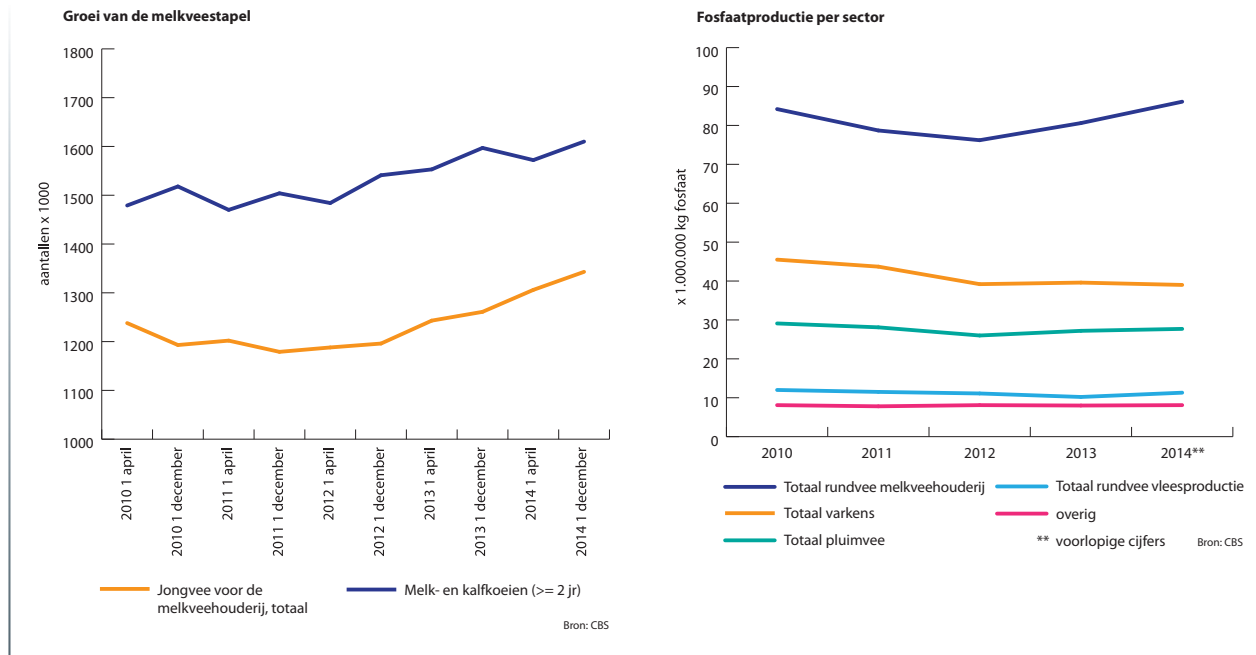 Groei van de melkveestapel
aantallen x 1000
1800
1700
1600
1500
1400
1300
1200
1100
1000
2010 1 april
2010 1 december
2011 1 april
2011 1 december
2012 1 april
2012 1 december
2013 1 april
2013 1 december
2014 1 april
2014 1 december
Jongvee voor de
melkveehouderij, totaal
Melk- en kalfkoeien (>= 2 jr)
Bron: CBS
Fosfaatproductie per sector
x 1.000.000 kg fosfaat
100
90
80
70
60
50
40
30
20
10
0
2010
2011
2012
2013
2014**
Totaal rundvee melkveehouderij
Totaal varkens
Totaal pluimvee
Totaal rundvee vleesproductie
overig
** voorlopige cijfers
Bron: CBS